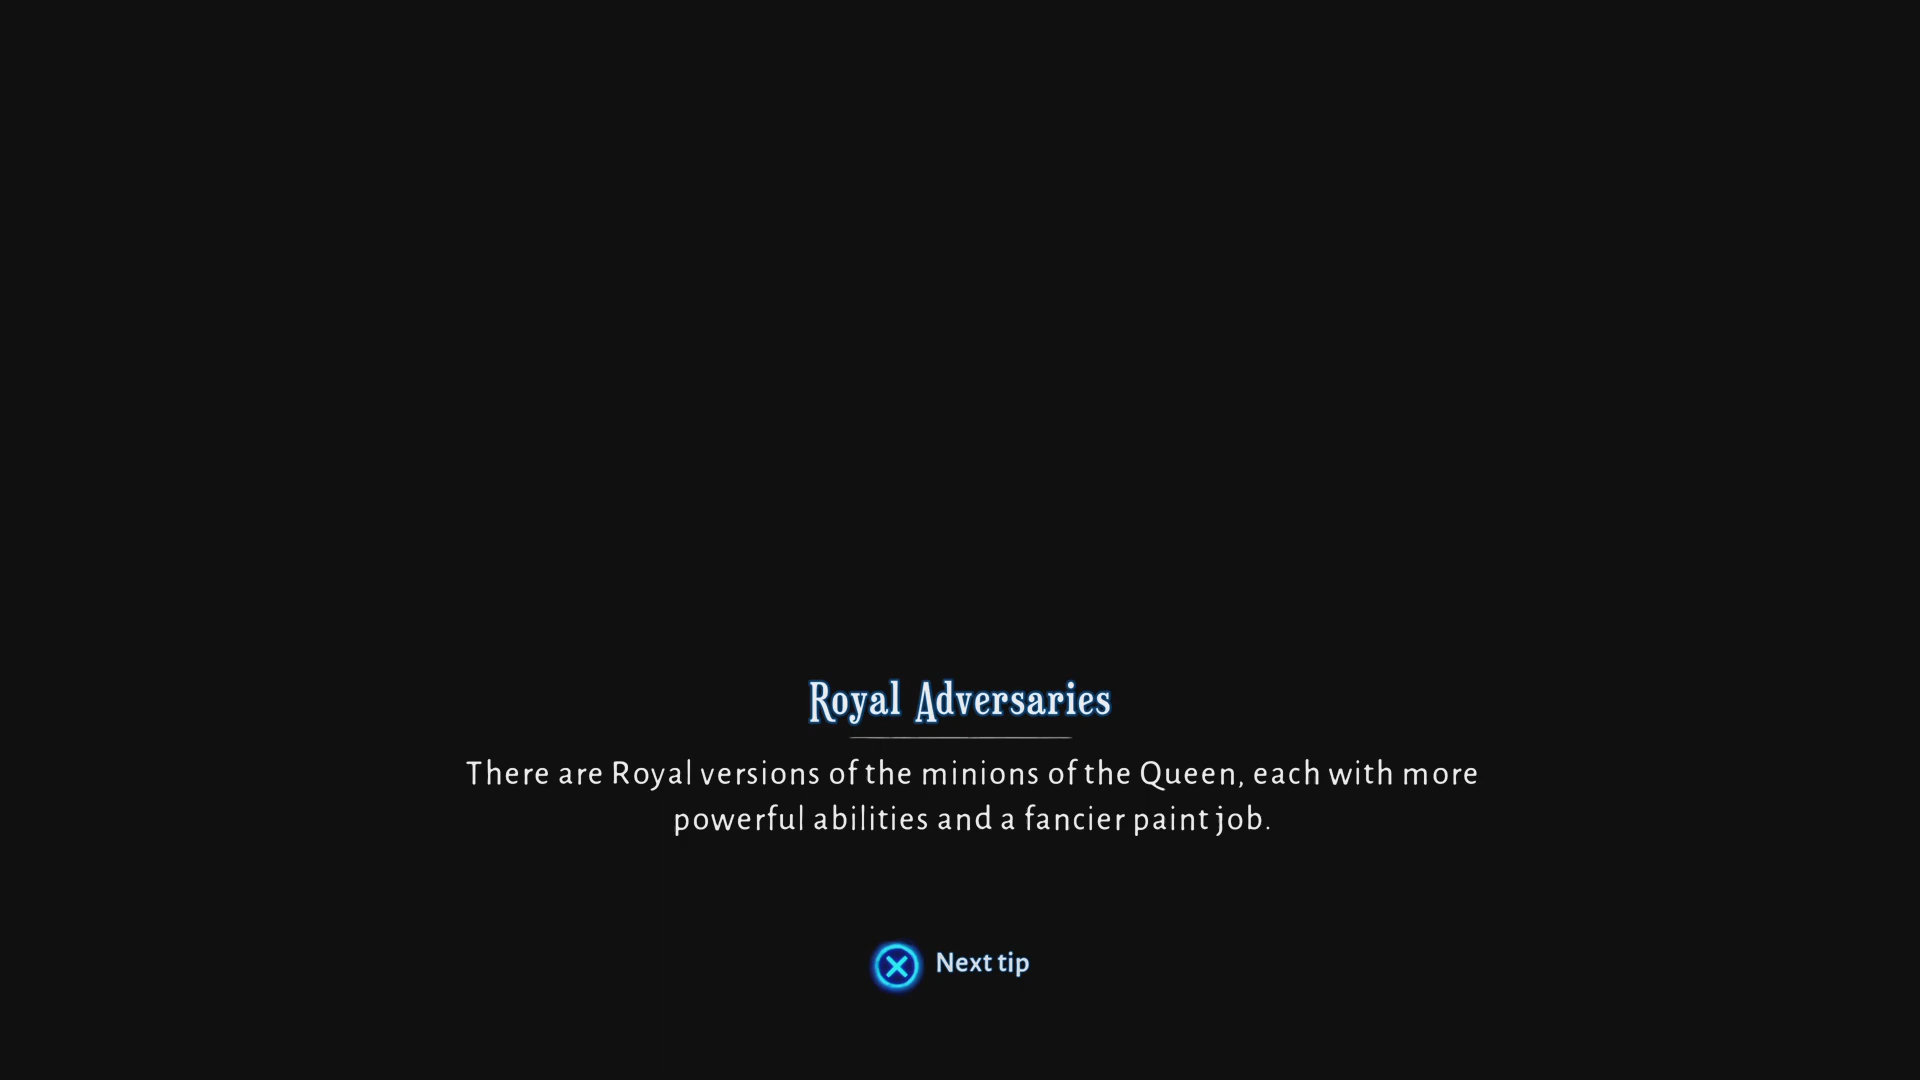 Royal Adversaries
There are Royal versions of the minions of the Queen, each with more
powerful abilities and a fancier paint job.
Next tip